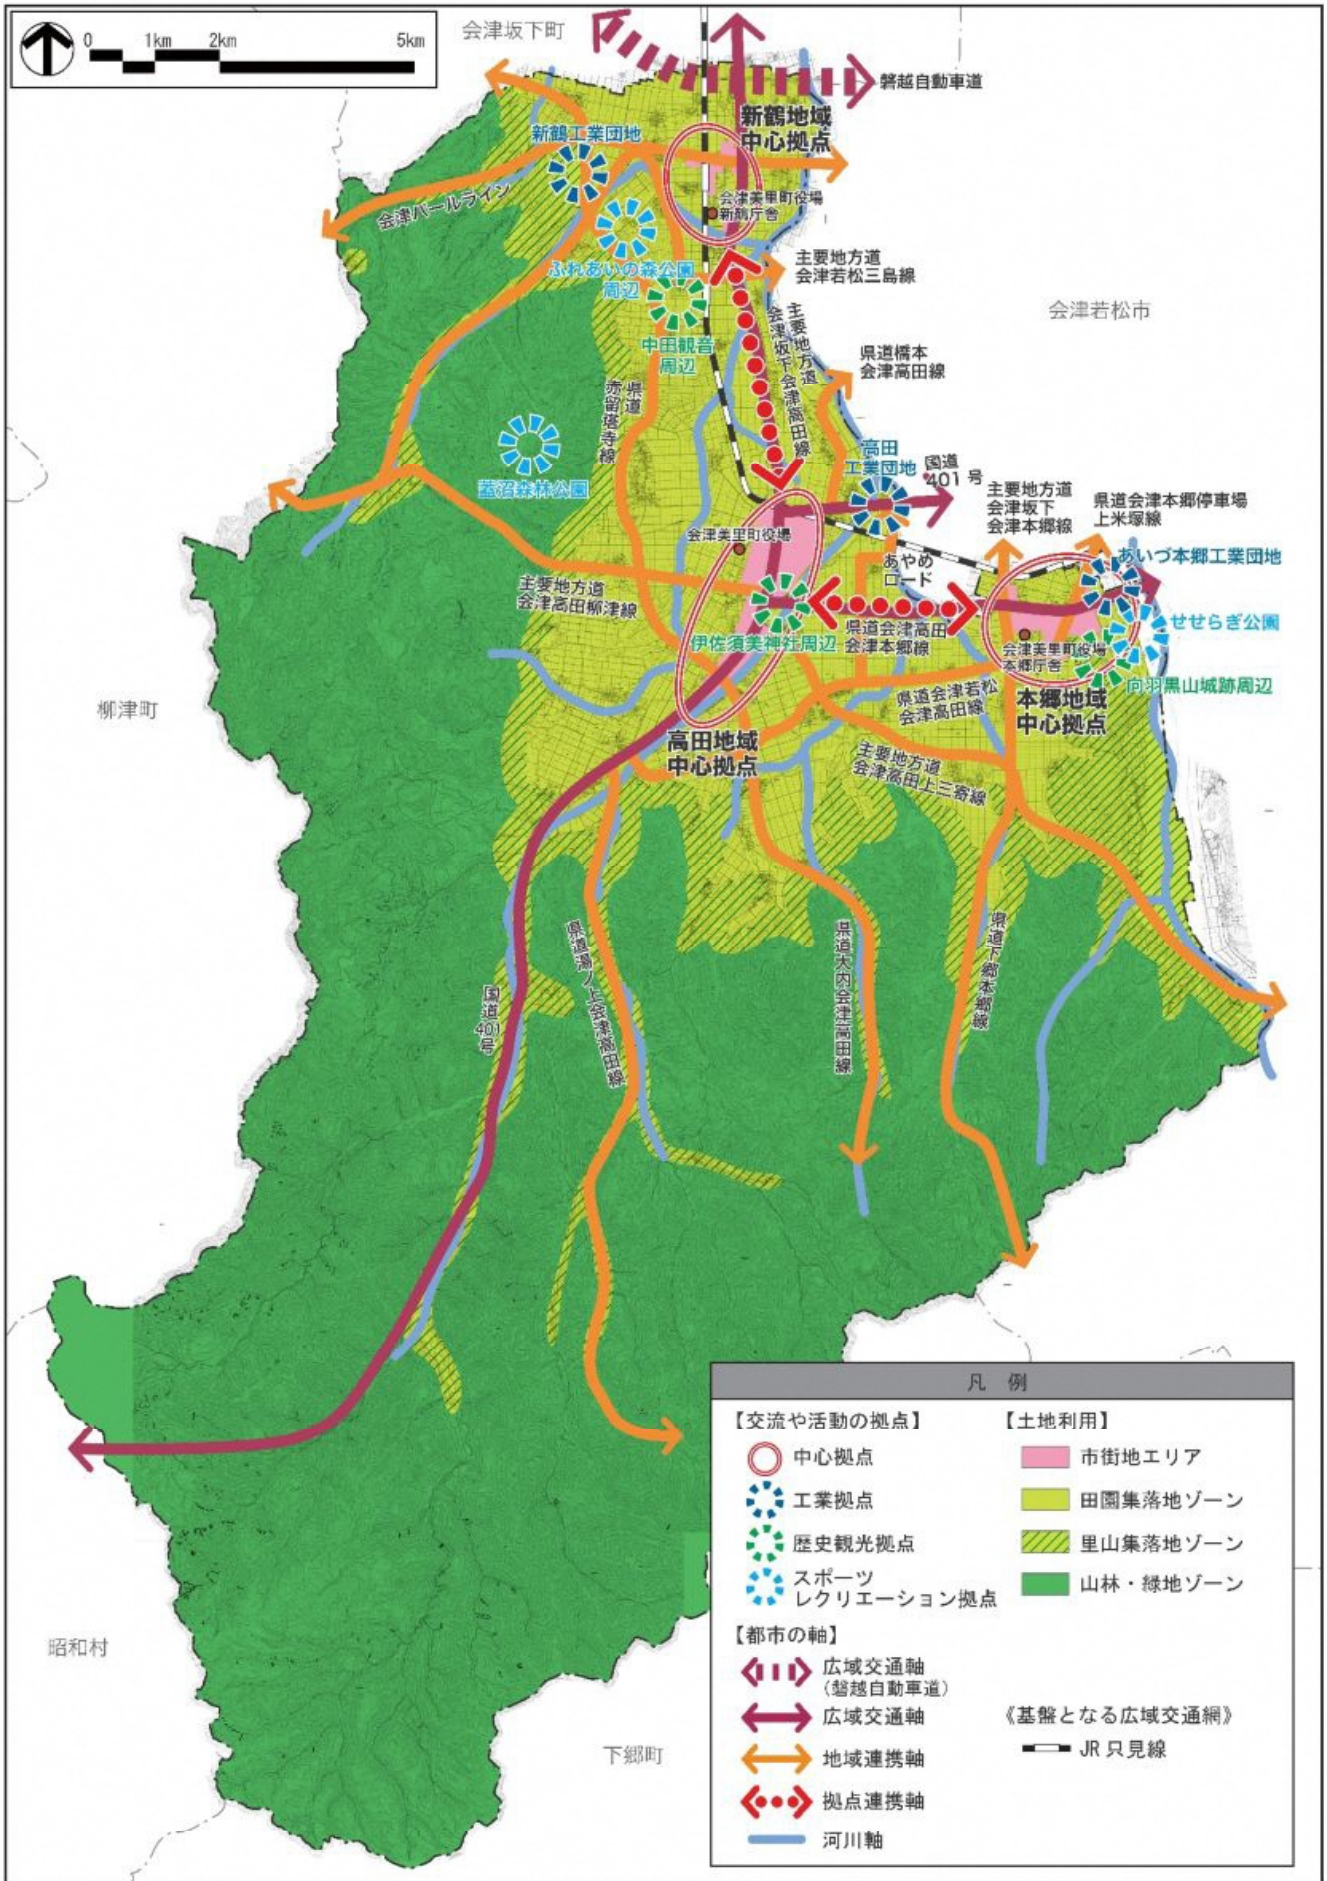 0 1km 2km 5km
会津坂下町
磐越自動車道
新鶴地域
中心拠点
新鶴工業団地
会津パールライン
会津美里町役場
新鶴庁舎
ふれあいの森公園
周辺
主要地方道
会津若松三島線
会津若松市
中田観音
周辺
主要地方道
会津坂下会津高田線
県道橋本
会津高田線
県道
赤留塔寺線
高田
工業団地
国道
401号
蓋沼森林公園
主要地方道
会津坂下
会津本郷線
県道会津本郷停車場
上米塚線
会津美里町役場
あやめ
ロード
あいづ本郷工業団地
主要地方道
会津高田柳津線
せせらぎ公園
伊佐須美神社周辺
県道会津高田
会津本郷線
会津美里町役場
本郷庁舎
向羽黒山城跡周辺
柳津町
県道会津若松
会津高田線
本郷地域
中心拠点
高田地域
中心拠点
主要地方道
会津高田上三寄線
国道
401
号
県道湯ノ上会津高田線
県道大内会津高田線
県道下郷本郷線
昭和村
下郷町
凡 例
【交流や活動の拠点】
中心拠点
工業拠点
歴史観光拠点
スポーツ
レクリエーション拠点
【都市の軸】
広域交通軸
(磐越自動車道)
広域交通軸
地域連携軸
拠点連携軸
河川軸
【土地利用】
市街地エリア
田園集落地ゾーン
里山集落地ゾーン
山林・緑地ゾーン
《基盤となる広域交通網》
JR只見線